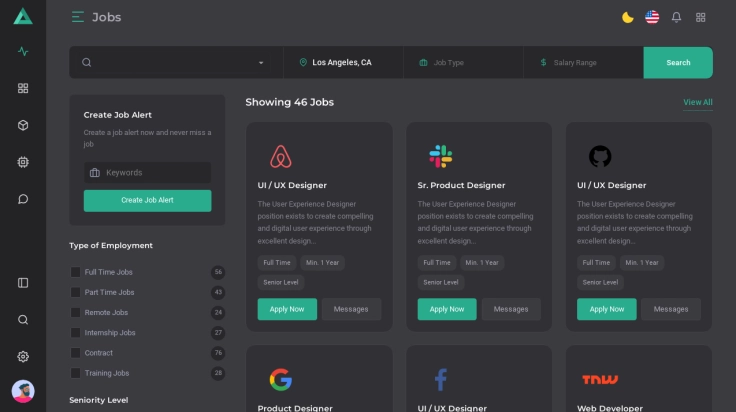 Jobs
Los Angeles, CA
Job Type
Salary Range
Search
Create Job Alert
Create a job alert now and never miss a
job
Keywords
Create Job Alert
Type of Employment
Full Time Jobs 56
Part Time Jobs 43
Remote Jobs 24
Internship Jobs 27
Contract 76
Training Jobs 28
Seniority Level
Showing 46 Jobs
View All
UI / UX Designer
The User Experience Designer
position exists to create compelling
and digital user experience through
excellent design...
Full Time Min. 1 Year
Senior Level
Apply Now Messages
Sr. Product Designer
The User Experience Designer
position exists to create compelling
and digital user experience through
excellent design...
Full Time Min. 1 Year
Senior Level
Apply Now Messages
UI / UX Designer
The User Experience Designer
position exists to create compelling
and digital user experience through
excellent design...
Full Time Min. 1 Year
Senior Level
Apply Now Messages
Product Designer
UI / UX Designer
TNW
Web Developer